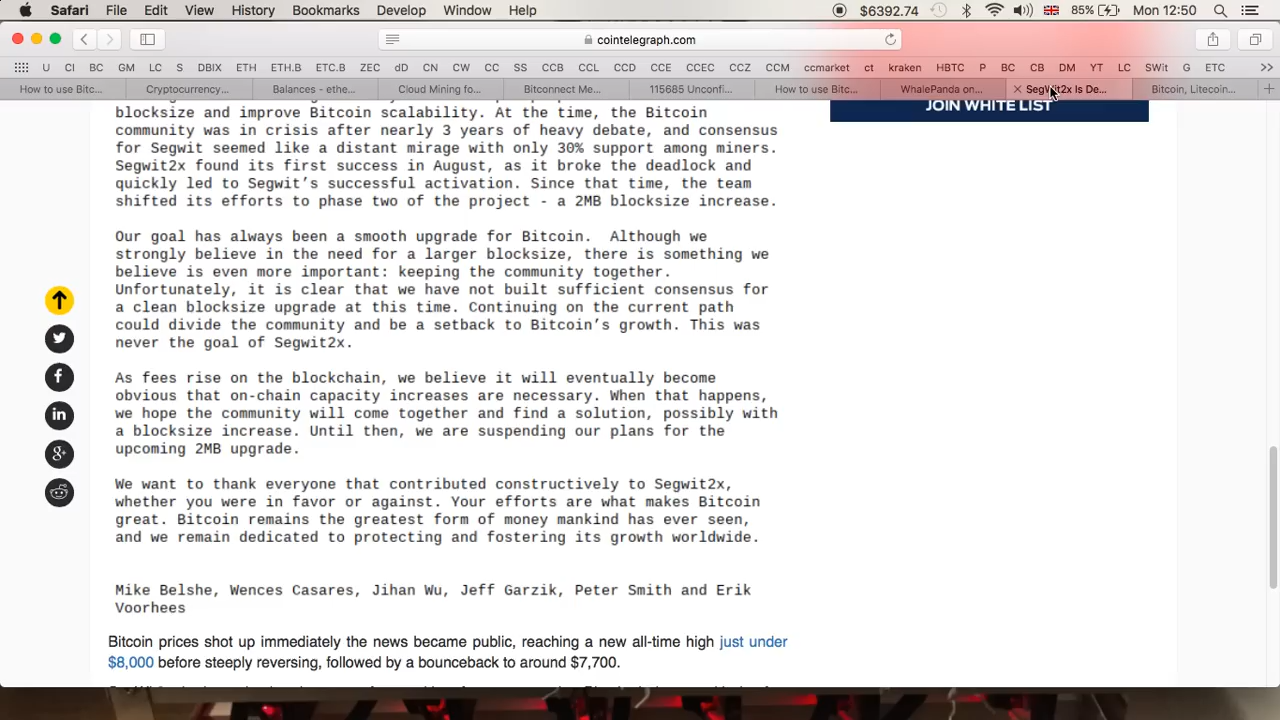 Safari File Edit View History Bookmarks Develop Window Help $6392.74 85% Mon 12:50
cointelegraph.com
U CI BC GM LC S DBIX ETH ETH.B ETC.B ZEC dD CN CW CC SS CCB CCL CCD CCE CCEC CCZ CCM ccmarket ct kraken HBTC P BC CB DM YT LC SWit G ETC >>
How to use Bitc... Cryptocurrency... Balances - ethe... Cloud Mining fo... Bitconnect Me... 115685 Unconfi... How to use Bitc... WhalePanda on... SegWit2x Is De... Bitcoin, Litecoin...
JOIN WHITE LIST
blocksize and improve Bitcoin scalability. At the time, the Bitcoin
community was in crisis after nearly 3 years of heavy debate, and consensus
for Segwit seemed like a distant mirage with only 30% support among miners.
Segwit2x found its first success in August, as it broke the deadlock and
quickly led to Segwit's successful activation. Since that time, the team
shifted its efforts to phase two of the project - a 2MB blocksize increase.
Our goal has always been a smooth upgrade for Bitcoin. Although we
strongly believe in the need for a larger blocksize, there is something we
believe is even more important: keeping the community together.
Unfortunately, it is clear that we have not built sufficient consensus for
a clean blocksize upgrade at this time. Continuing on the current path
could divide the community and be a setback to Bitcoin's growth. This was
never the goal of Segwit2x.
As fees rise on the blockchain, we believe it will eventually become
obvious that on-chain capacity increases are necessary. When that happens,
we hope the community will come together and find a solution, possibly with
a blocksize increase. Until then, we are suspending our plans for the
upcoming 2MB upgrade.
We want to thank everyone that contributed constructively to Segwit2x,
whether you were in favor or against. Your efforts are what makes Bitcoin
great. Bitcoin remains the greatest form of money mankind has ever seen,
and we remain dedicated to protecting and fostering its growth worldwide.
Mike Belshe, Wences Casares, Jihan Wu, Jeff Garzik, Peter Smith and Erik
Voorhees
Bitcoin prices shot up immediately the news became public, reaching a new all-time high just under
$8,000 before steeply reversing, followed by a bounceback to around $7,700.